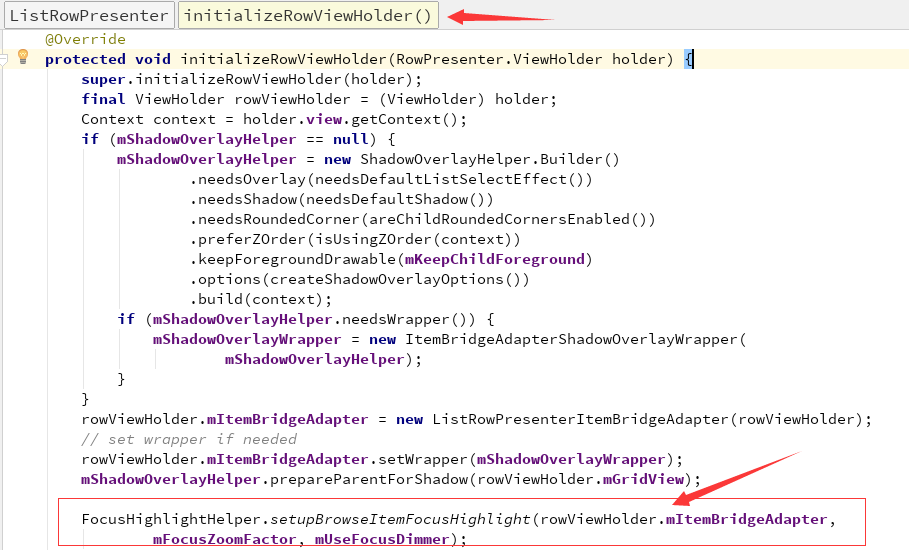 ListRowPresenter initializeRowViewHolder()
@Override
protected void initializeRowViewHolder(RowPresenter.ViewHolder holder) {
super.initializeRowViewHolder(holder);
final ViewHolder rowViewHolder = (ViewHolder) holder;
Context context = holder.view.getContext();
if (mShadowOverlayHelper == null) {
mShadowOverlayHelper = new ShadowOverlayHelper.Builder()
.needsOverlay(needsDefaultListSelectEffect())
.needsShadow(needsDefaultShadow())
.needsRoundedCorner(areChildRoundedCornersEnabled())
.preferZOrder(isUsingZOrder(context))
.keepForegroundDrawable(mKeepChildForeground)
.options(createShadowOverlayOptions())
.build(context);
if (mShadowOverlayHelper.needsWrapper()) {
mShadowOverlayWrapper = new ItemBridgeAdapterShadowOverlayWrapper(
mShadowOverlayHelper);
}
}
rowViewHolder.mItemBridgeAdapter = new ListRowPresenterItemBridgeAdapter(rowViewHolder);
// set wrapper if needed
rowViewHolder.mItemBridgeAdapter.setWrapper(mShadowOverlayWrapper);
mShadowOverlayHelper.prepareParentForShadow(rowViewHolder.mGridView);
FocusHighlightHelper.setupBrowseItemFocusHighlight(rowViewHolder.mItemBridgeAdapter,
mFocusZoomFactor, mUseFocusDimmer);